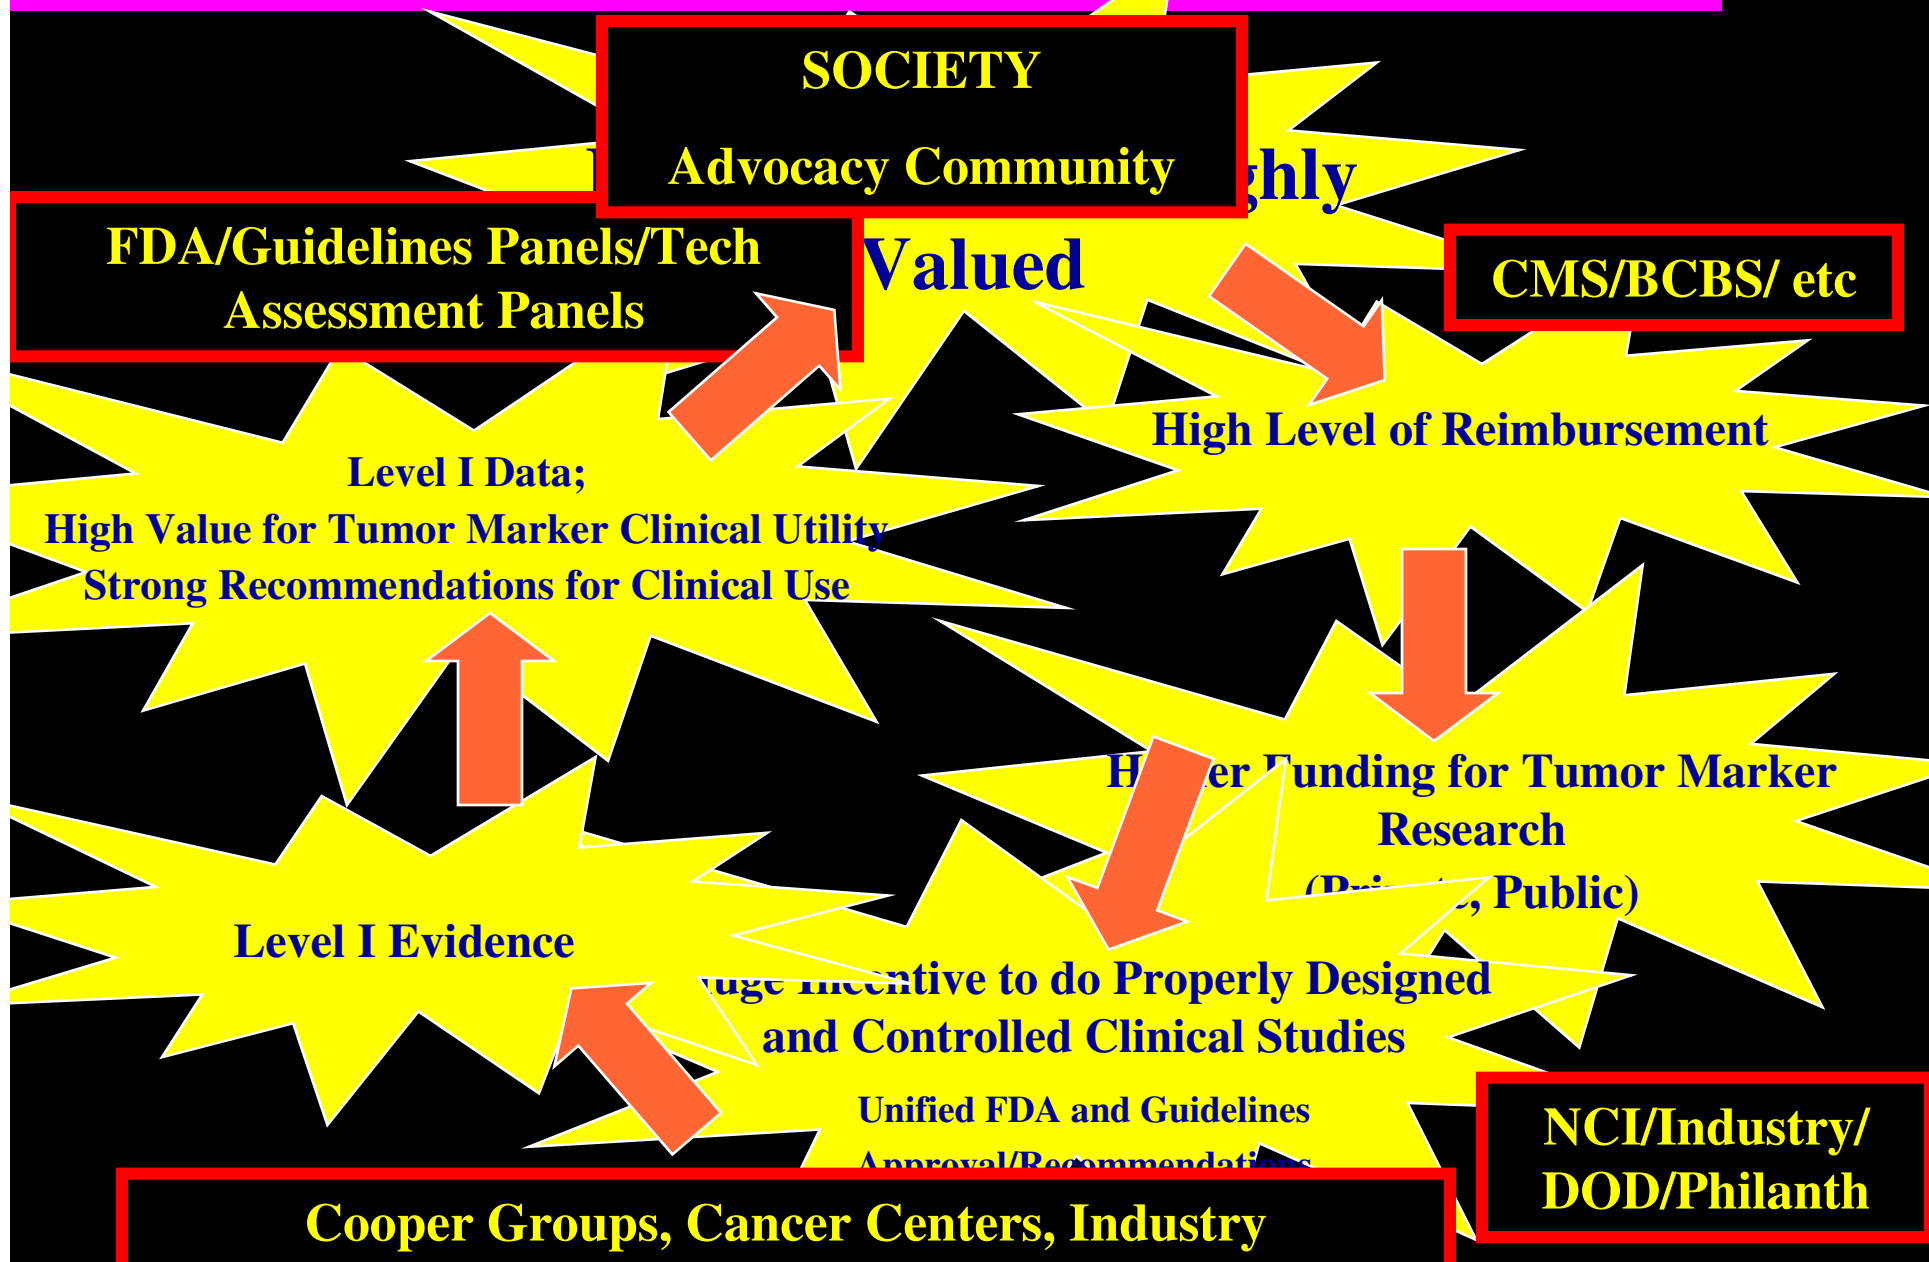 SOCIETY
Advocacy Community
Valued
FDA/Guidelines Panels/Tech
Assessment Panels
CMS/BCBS/ etc
High Level of Reimbursement
Level I Data;
High Value for Tumor Marker Clinical Utility
Strong Recommendations for Clinical Use
Funding for Tumor Marker
Research
Public)
Level I Evidence
to do Properly Designed
and Controlled Clinical Studies
Unified FDA and Guidelines
Approval/Recommendations
NCI/Industry/
DOD/Philanth
Cooper Groups, Cancer Centers, Industry